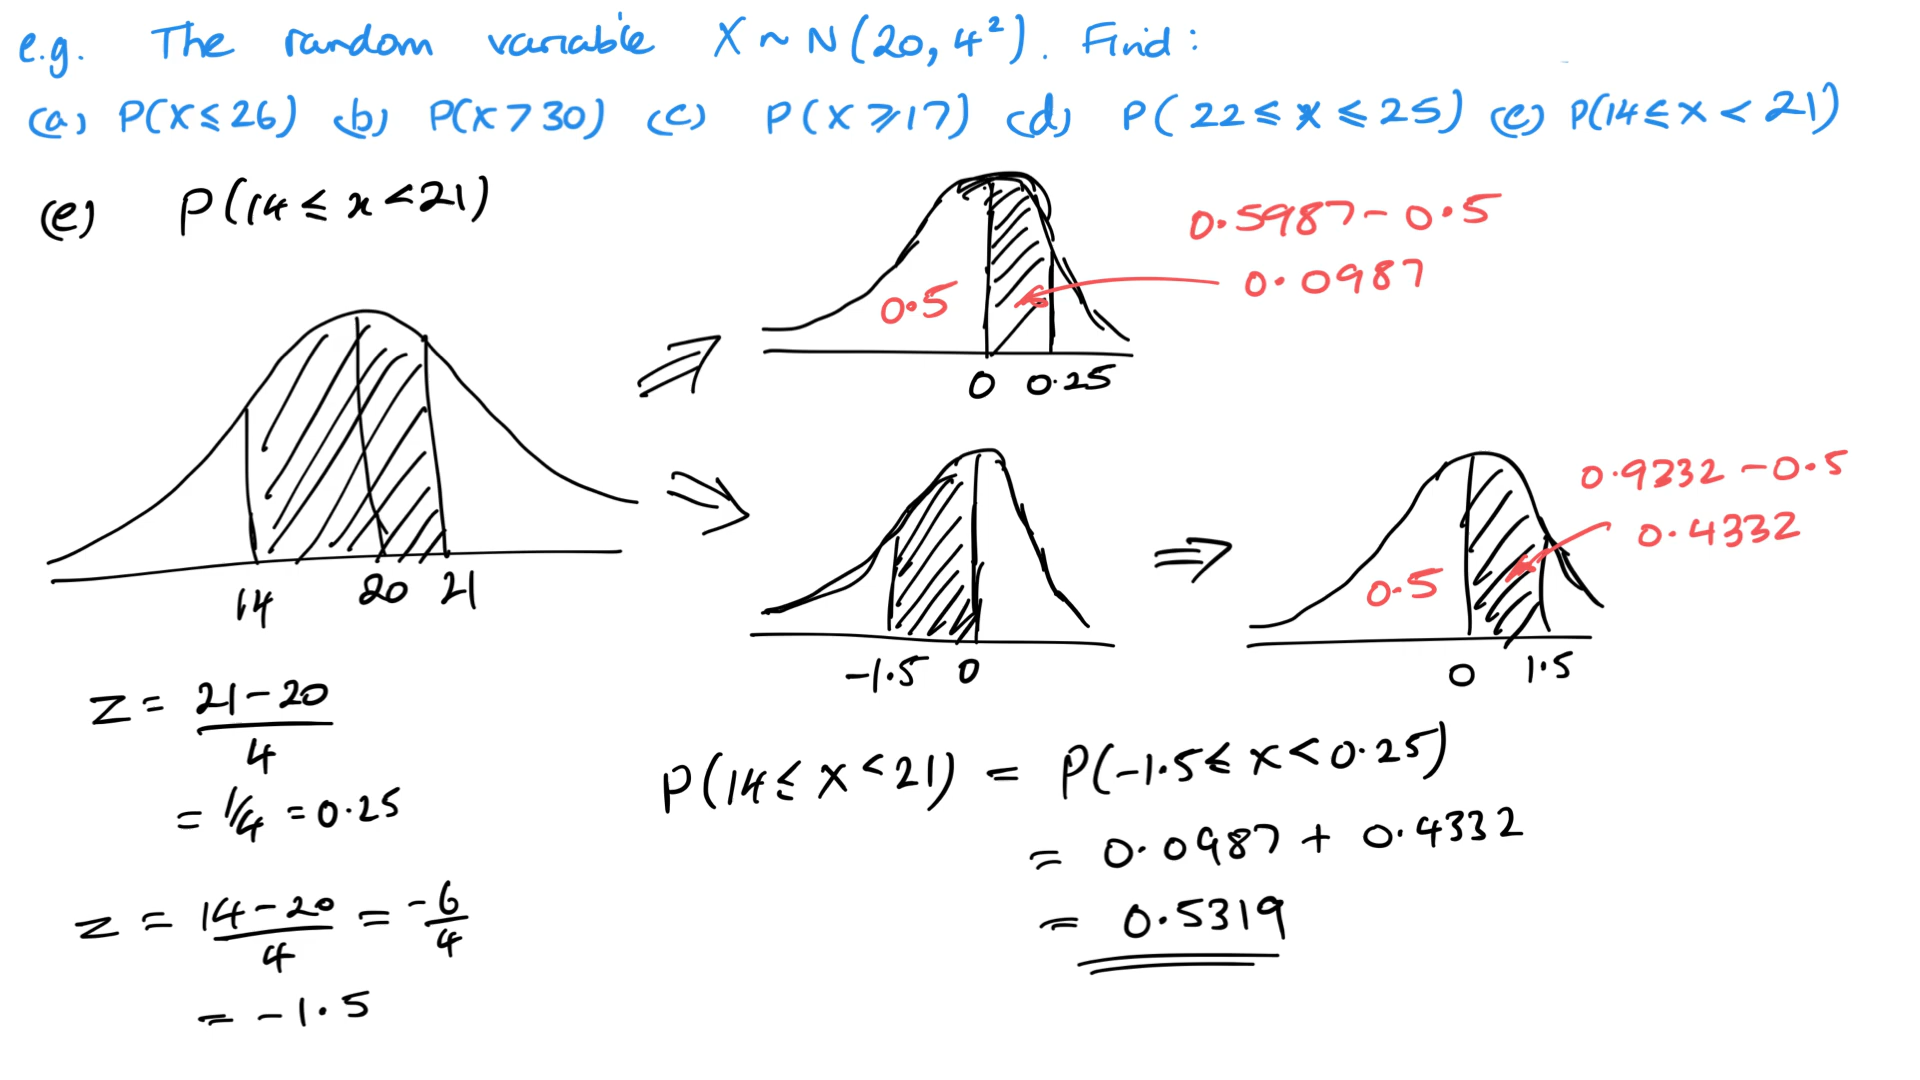 e.g. The random variable X ~ N(20, 4²). Find:
(a) P(X ≤ 26) (b) P(X > 30) (c) P(X ≥ 17) (d) P(22 ≤ X ≤ 25) (e) P(14 ≤ X < 21)
(e) P(14 ≤ x < 21)
0.5987 - 0.5
0.0987
0.5
0 0.25
14 20 21
-1.5 0
0.9332 - 0.5
0.4332
0.5
0 1.5
z = (21 - 20)/4
= 1/4 = 0.25
z = (14 - 20)/4 = -6/4
= -1.5
P(14 ≤ X < 21) = P(-1.5 ≤ X < 0.25)
= 0.0987 + 0.4332
= 0.5319